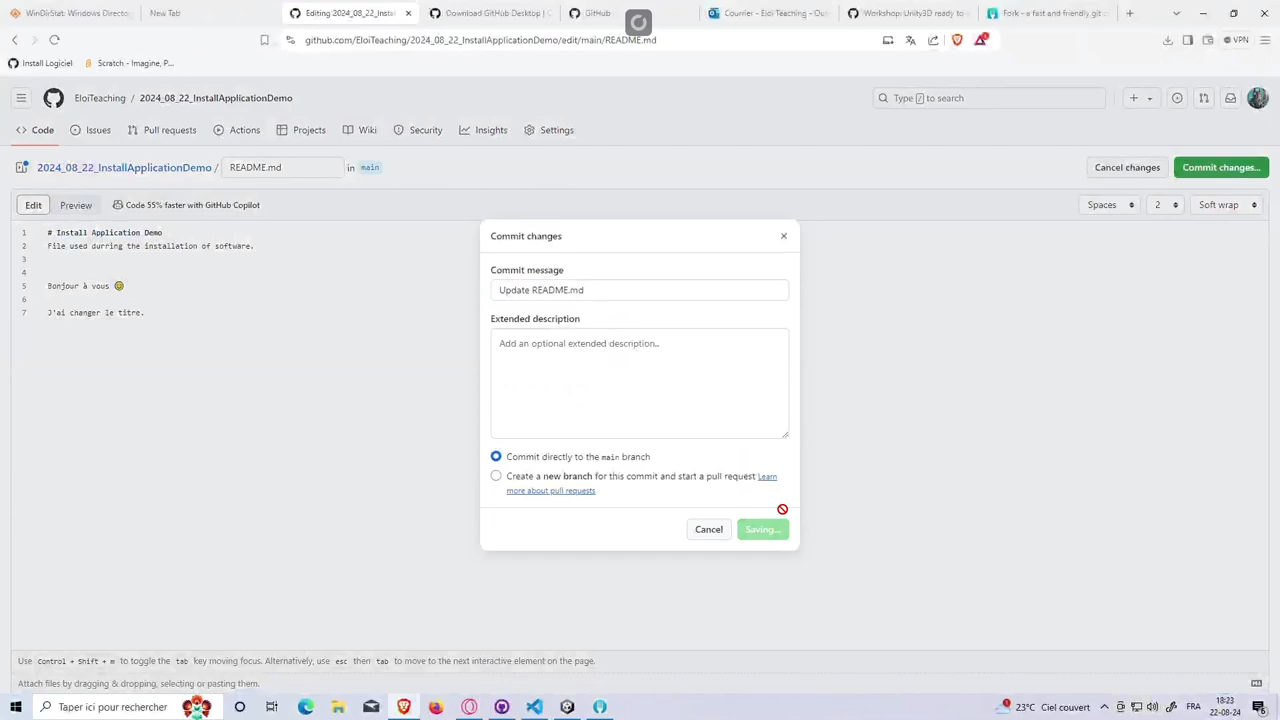 WinDirStat: Windows Director
New Tab
Editing 2024_08_22_Instal
Download GitHub Desktop | C
GitHub
Courrier - Eloi Teaching - Outl
Workshop:Unity3D ready to u
Fork - a fast and friendly git c
github.com/EloiTeaching/2024_08_22_InstallApplicationDemo/edit/main/README.md
VPN
Install Logiciel
Scratch - Imagine, P...
EloiTeaching / 2024_08_22_InstallApplicationDemo
Type / to search
Code
Issues
Pull requests
Actions
Projects
Wiki
Security
Insights
Settings
2024_08_22_InstallApplicationDemo / README.md in main
Cancel changes
Commit changes...
Edit
Preview
Code 55% faster with GitHub Copilot
Spaces
2
Soft wrap
1 # Install Application Demo
2 File used durring the installation of software.
3
4
5 Bonjour à vous
6
7 J'ai changer le titre.
Commit changes
Commit message
Update README.md
Extended description
Add an optional extended description..
Commit directly to the main branch
Create a new branch for this commit and start a pull request Learn
more about pull requests
Cancel
Saving...
Use Control + Shift + m to toggle the tab key moving focus. Alternatively, use esc then tab to move to the next interactive element on the page.
Attach files by dragging & dropping, selecting or pasting them.
Taper ici pour rechercher
23°C Ciel couvert
FRA
18:23
22-08-24